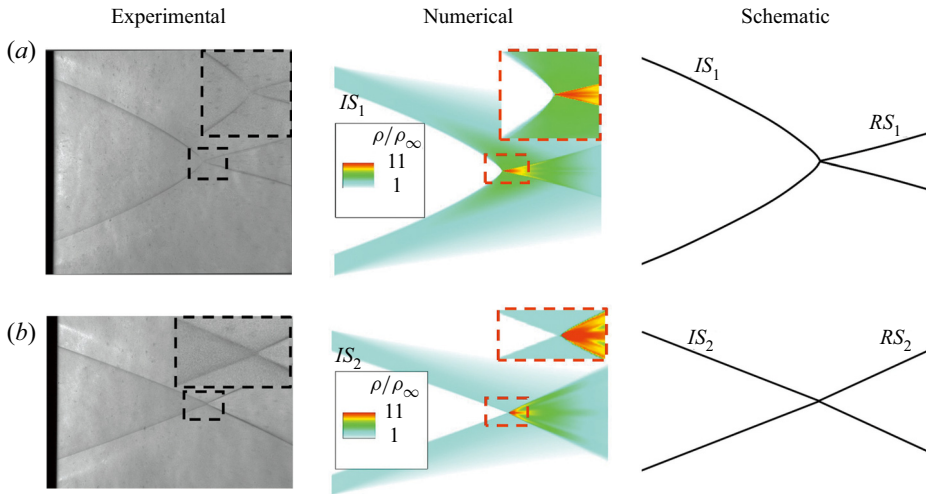 Experimental Numerical Schematic
(a)
IS₁
ρ/ρ∞
11
1
IS₁
RS₁
(b)
IS₂
ρ/ρ∞
11
1
IS₂
RS₂